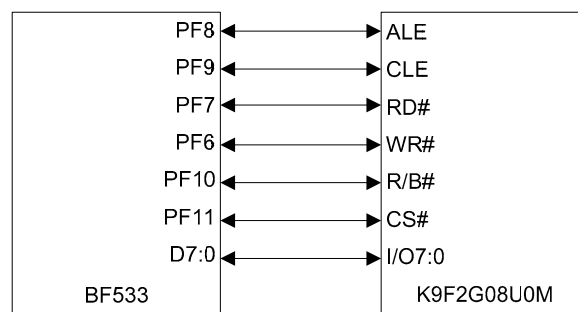 PF8 ALE
PF9 CLE
PF7 RD#
PF6 WR#
PF10 R/B#
PF11 CS#
D7:0 I/O7:0
BF533 K9F2G08U0M